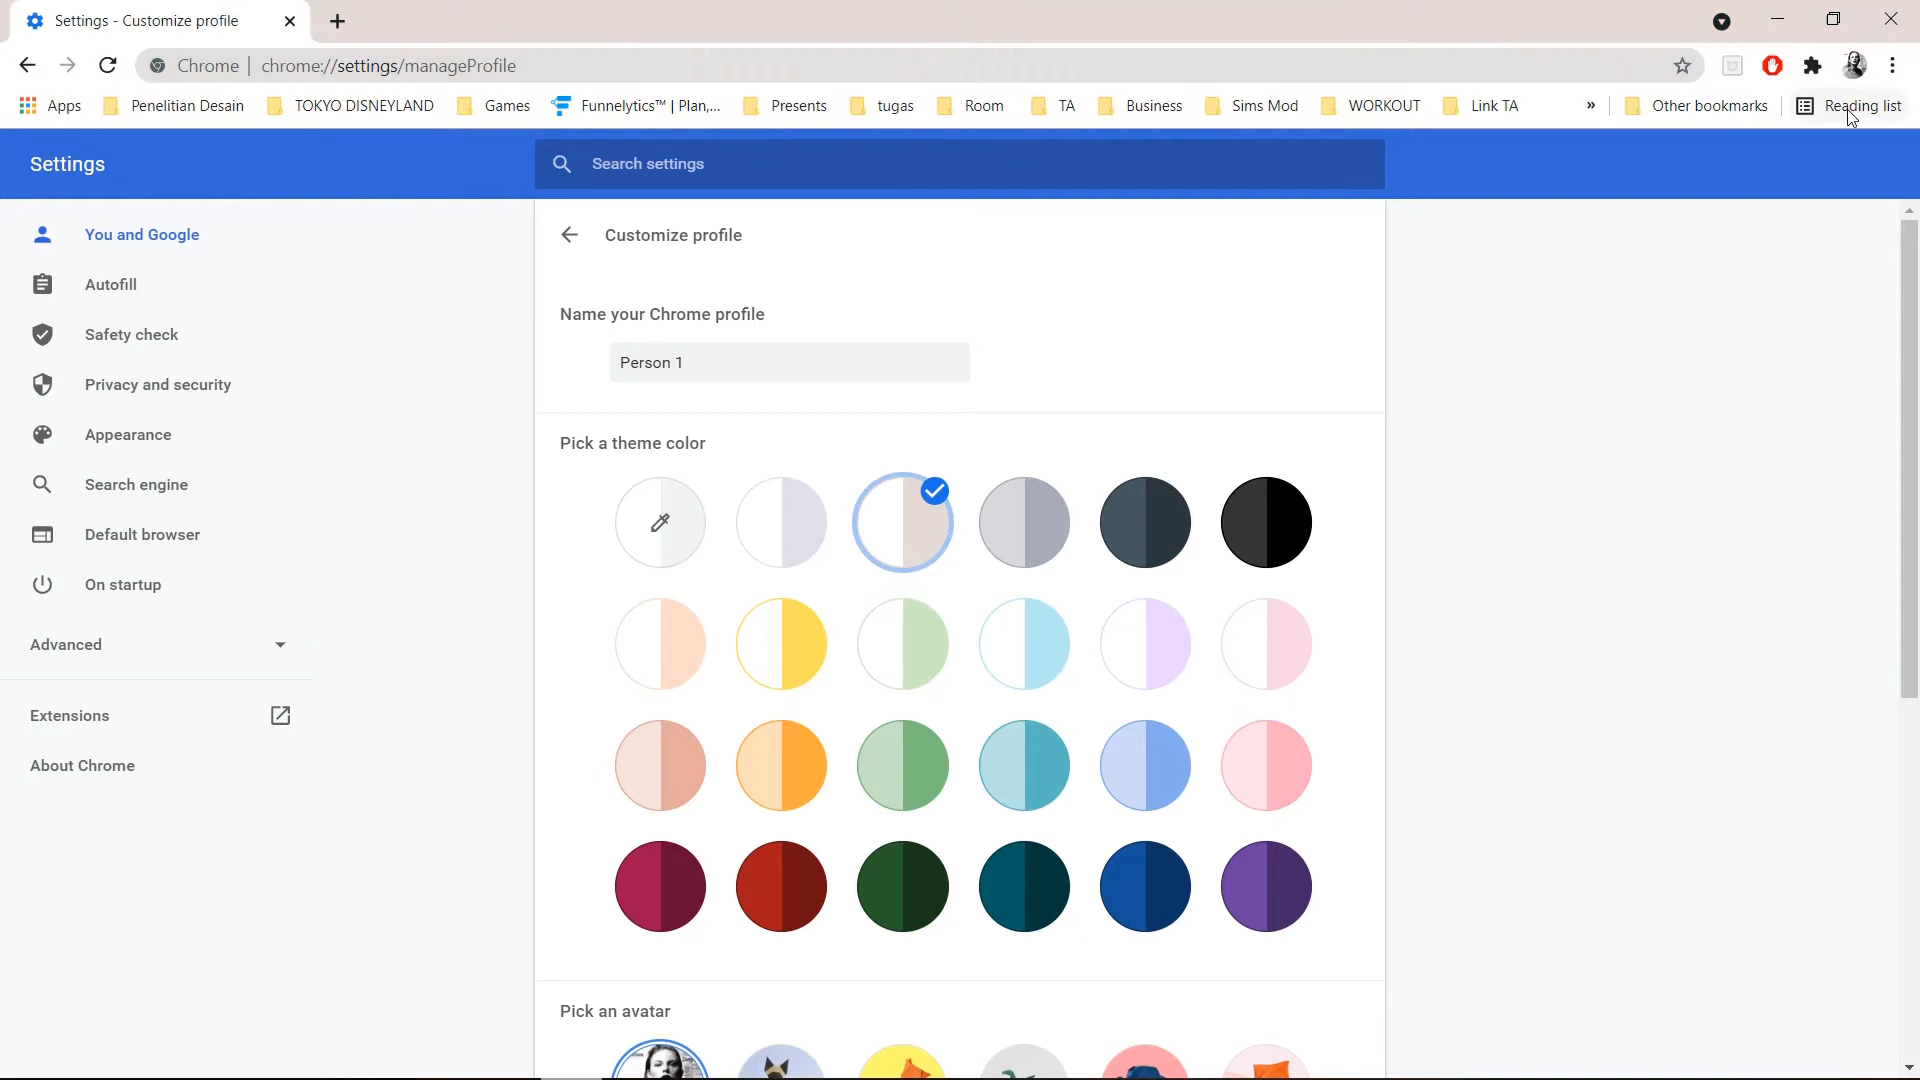 Settings - Customize profile
Chrome | chrome://settings/manageProfile
Apps Penelitian Desain TOKYO DISNEYLAND Games Funnelytics™ | Plan,... Presents tugas Room TA Business Sims Mod WORKOUT Link TA » Other bookmarks Reading list
Settings
Search settings
You and Google
Autofill
Safety check
Privacy and security
Appearance
Search engine
Default browser
On startup
Advanced
Extensions
About Chrome
Customize profile
Name your Chrome profile
Person 1
Pick a theme color
Pick an avatar